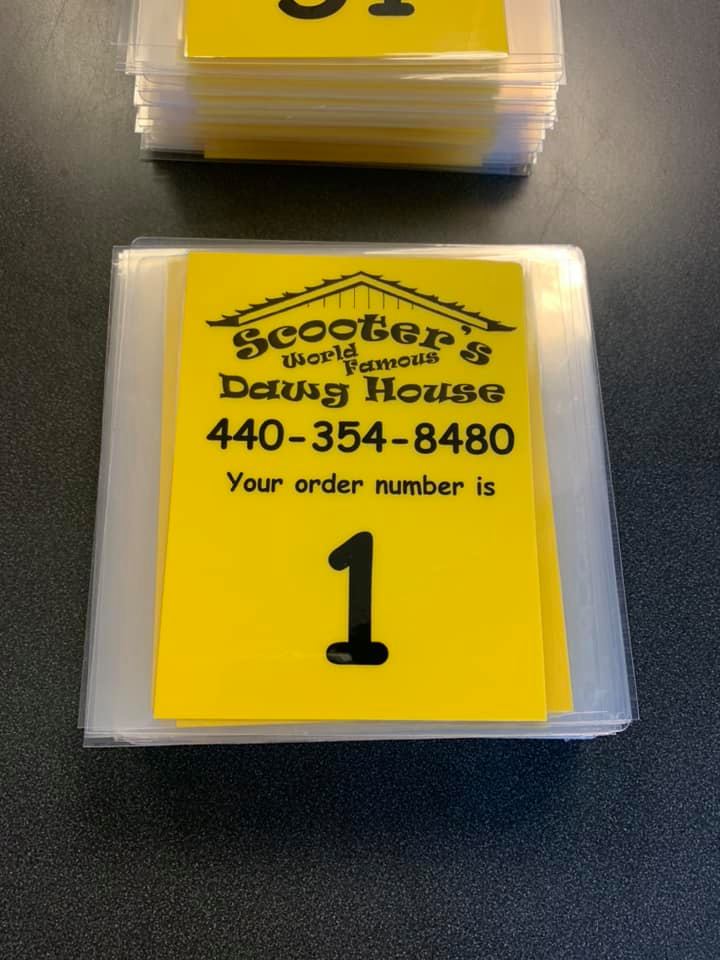 Scooter's
World
Famous
Dawg House
440-354-8480
Your order number is
1